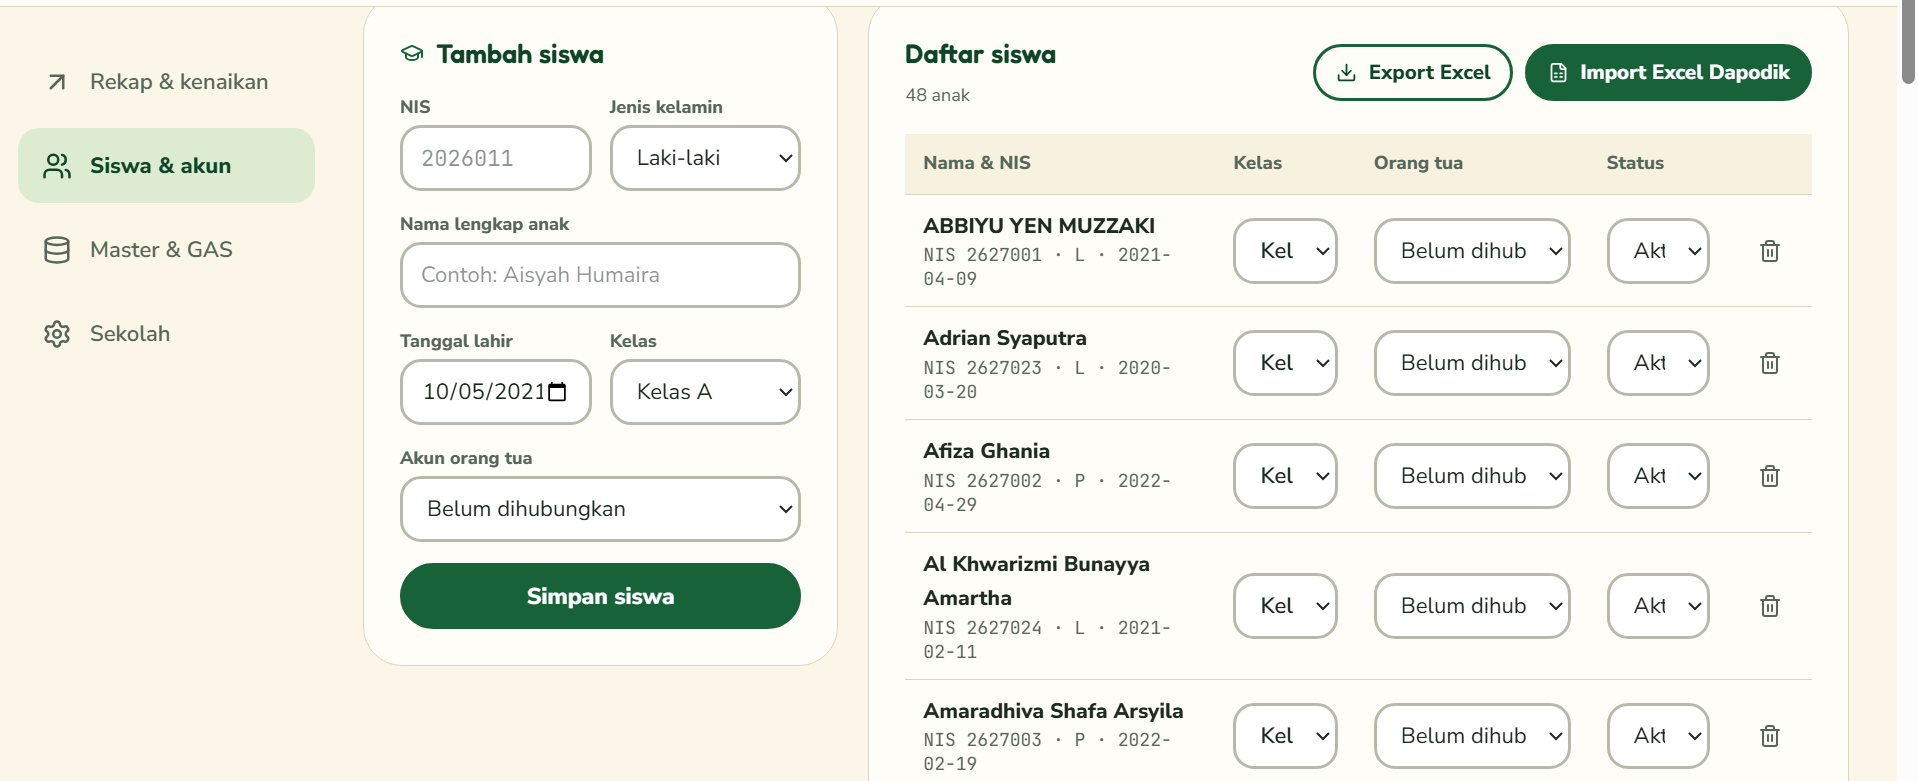 Rekap & kenaikan
Siswa & akun
Master & GAS
Sekolah
Tambah siswa
NIS
Jenis kelamin
2026011
Laki-laki
Nama lengkap anak
Contoh: Aisyah Humaira
Tanggal lahir
Kelas
10/05/2021
Kelas A
Akun orang tua
Belum dihubungkan
Simpan siswa
Daftar siswa
48 anak
Export Excel
Import Excel Dapodik
Nama & NIS
Kelas
Orang tua
Status
ABBIYU YEN MUZZAKI
NIS 2627001 · L · 2021-
04-09
Kel
Belum dihub
Akt
Adrian Syaputra
NIS 2627023 · L · 2020-
03-20
Kel
Belum dihub
Akt
Afiza Ghania
NIS 2627002 · P · 2022-
04-29
Kel
Belum dihub
Akt
Al Khwarizmi Bunayya
Amartha
NIS 2627024 · L · 2021-
02-11
Kel
Belum dihub
Akt
Amaradhiva Shafa Arsyila
NIS 2627003 · P · 2022-
02-19
Kel
Belum dihub
Akt